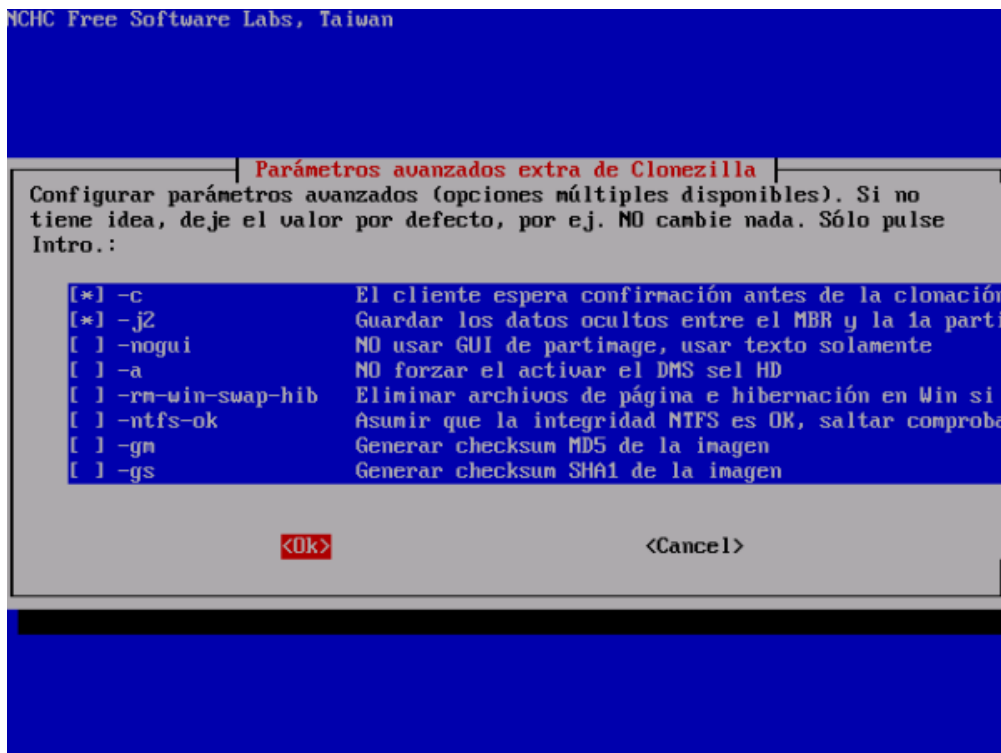 NCHC Free Software Labs, Taiwan
Parámetros avanzados extra de Clonezilla
Configurar parámetros avanzados (opciones múltiples disponibles). Si no
tiene idea, deje el valor por defecto, por ej. NO cambie nada. Sólo pulse
Intro.:
[*] -c El cliente espera confirmación antes de la clonación
[*] -j2 Guardar los datos ocultos entre el MBR y la 1a parti
[ ] -nogui NO usar GUI de partimage, usar texto solamente
[ ] -a NO forzar el activar el DMS sel HD
[ ] -rm-win-swap-hib Eliminar archivos de página e hibernación en Win si
[ ] -ntfs-ok Asumir que la integridad NTFS es OK, saltar comproba
[ ] -gm Generar checksum MD5 de la imagen
[ ] -gs Generar checksum SHA1 de la imagen
<Ok> <Cancel>